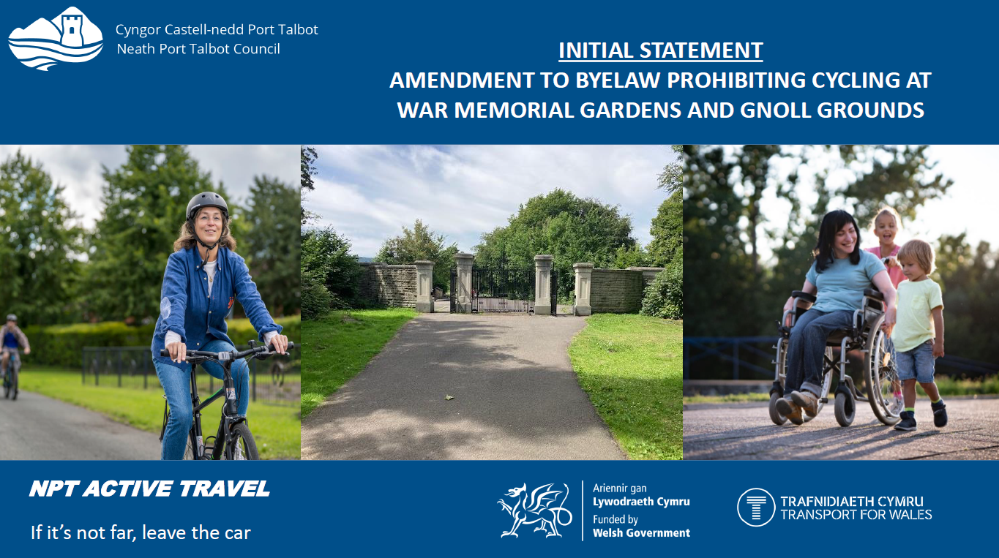 Cyngor Castell-nedd Port Talbot
Neath Port Talbot Council
INITIAL STATEMENT
AMENDMENT TO BYELAW PROHIBITING CYCLING AT
WAR MEMORIAL GARDENS AND GNOLL GROUNDS
NPT ACTIVE TRAVEL
If it's not far, leave the car
Ariennir gan
Lywodraeth Cymru
Funded by
Welsh Government
TRAFNIDIAETH CYMRU
TRANSPORT FOR WALES